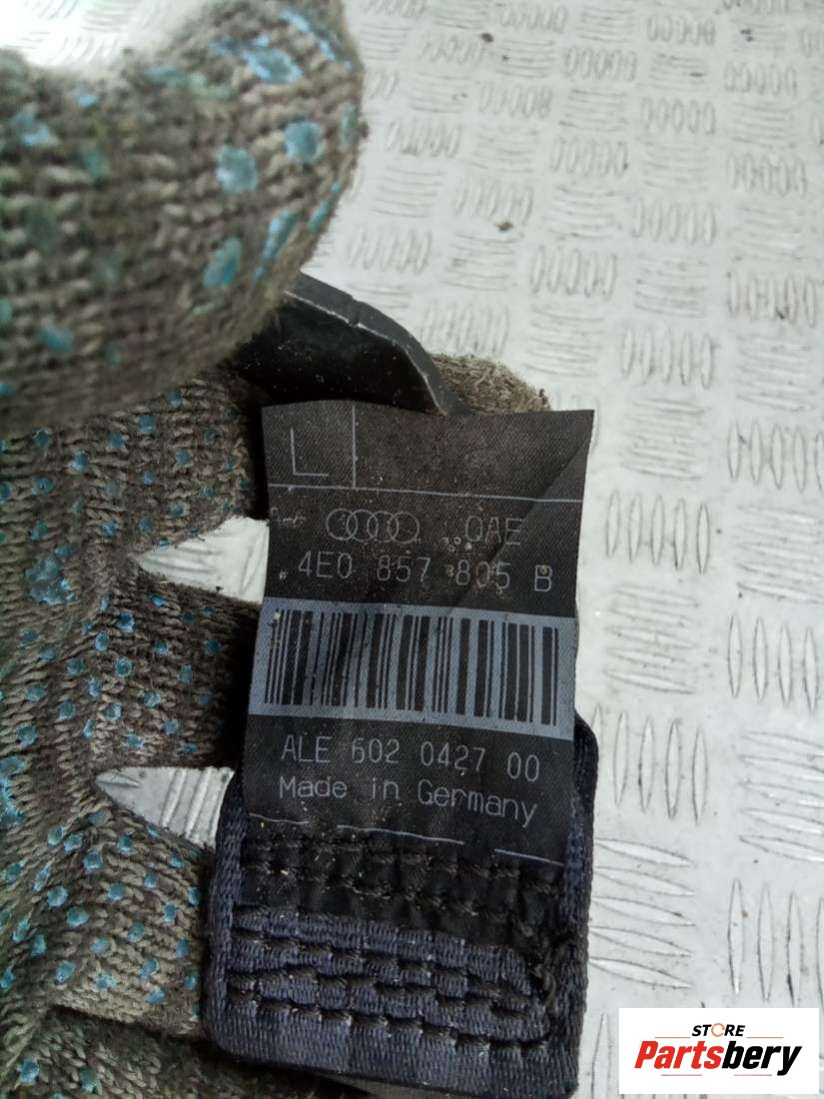 L
QAE
4E0 857 805 B
ALE 602 0427 00
Made in Germany
STORE
Partsbery